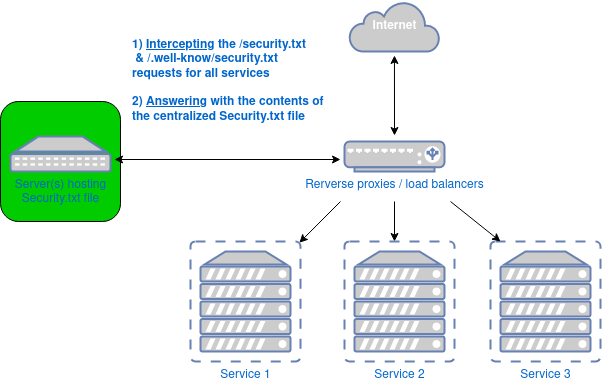 Internet
1) Intercepting the /security.txt
& /.well-know/security.txt
requests for all services
2) Answering with the contents of
the centralized Security.txt file
Server(s) hosting
Security.txt file
Rerverse proxies / load balancers
Service 1
Service 2
Service 3